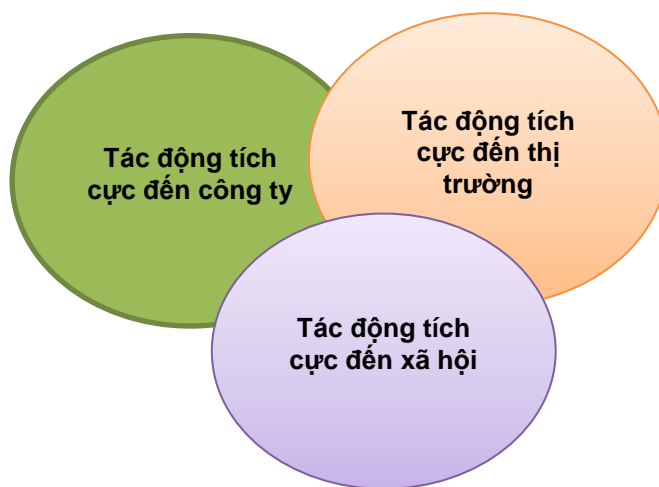 Tác động tích
cực đến công ty
Tác động tích
cực đến thị
trường
Tác động tích
cực đến xã hội